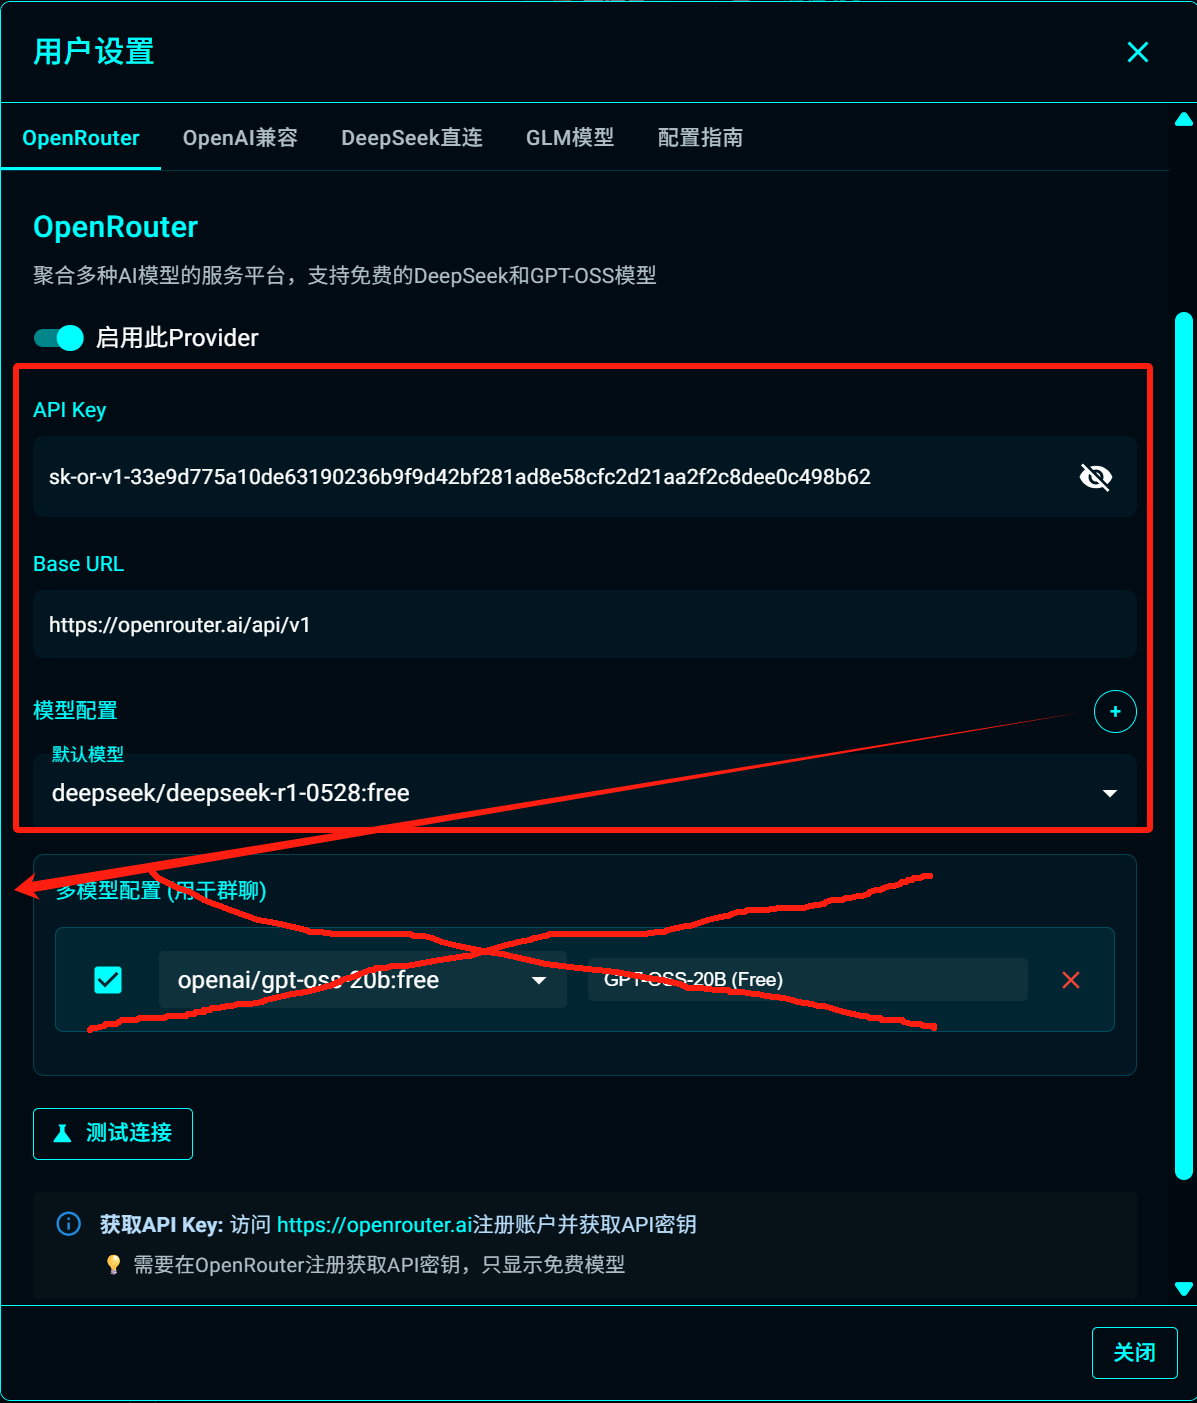 用户设置
OpenRouter OpenAI兼容 DeepSeek直连 GLM模型 配置指南
OpenRouter
聚合多种AI模型的服务平台，支持免费的DeepSeek和GPT-OSS模型
启用此Provider
API Key
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
Base URL
https://openrouter.ai/api/v1
模型配置
+
默认模型
deepseek/deepseek-r1-0528:free
多模型配置 (用于群聊)
openai/gpt-oss-20b:free GPT-OSS-20B (Free)
测试连接
获取API Key: 访问 https://openrouter.ai注册账户并获取API密钥
需要在OpenRouter注册获取API密钥，只显示免费模型
关闭